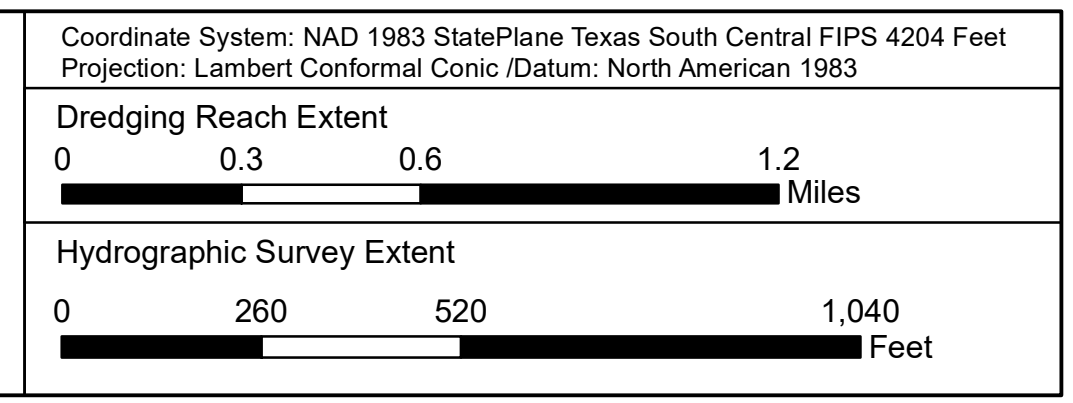 Coordinate System: NAD 1983 StatePlane Texas South Central FIPS 4204 Feet
Projection: Lambert Conformal Conic /Datum: North American 1983
Dredging Reach Extent
0 0.3 0.6 1.2
Miles
Hydrographic Survey Extent
0 260 520 1,040
Feet